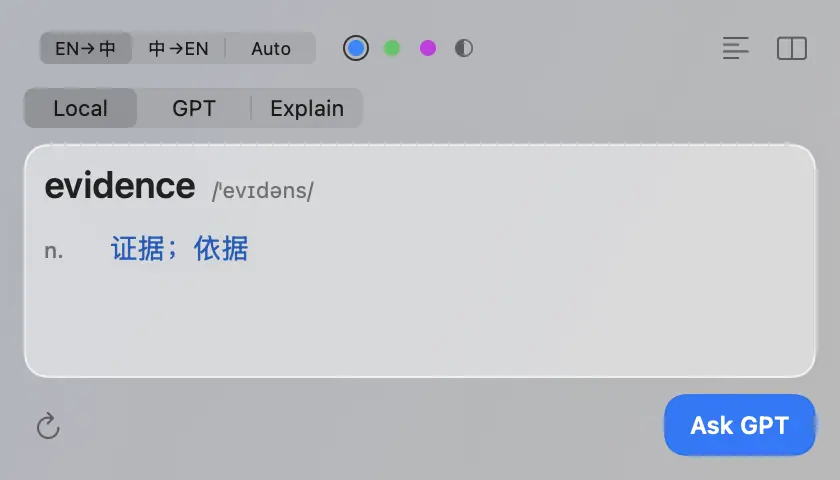 EN→中 中→EN Auto
Local GPT Explain
evidence /ˈevɪdəns/
n. 证据；依据
Ask GPT